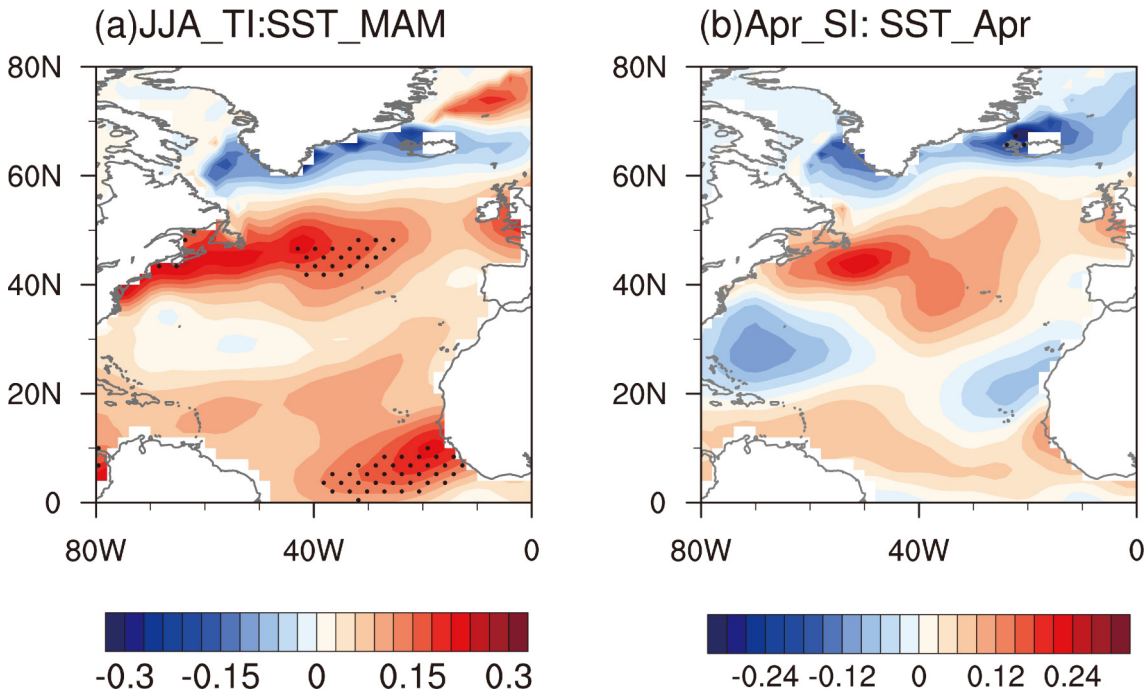 (a)JJA_TI:SST_MAM
(b)Apr_SI: SST_Apr
80N
60N
40N
20N
0
80W
40W
0
80N
60N
40N
20N
0
80W
40W
0
-0.3
-0.15
0
0.15
0.3
-0.24
-0.12
0
0.12
0.24